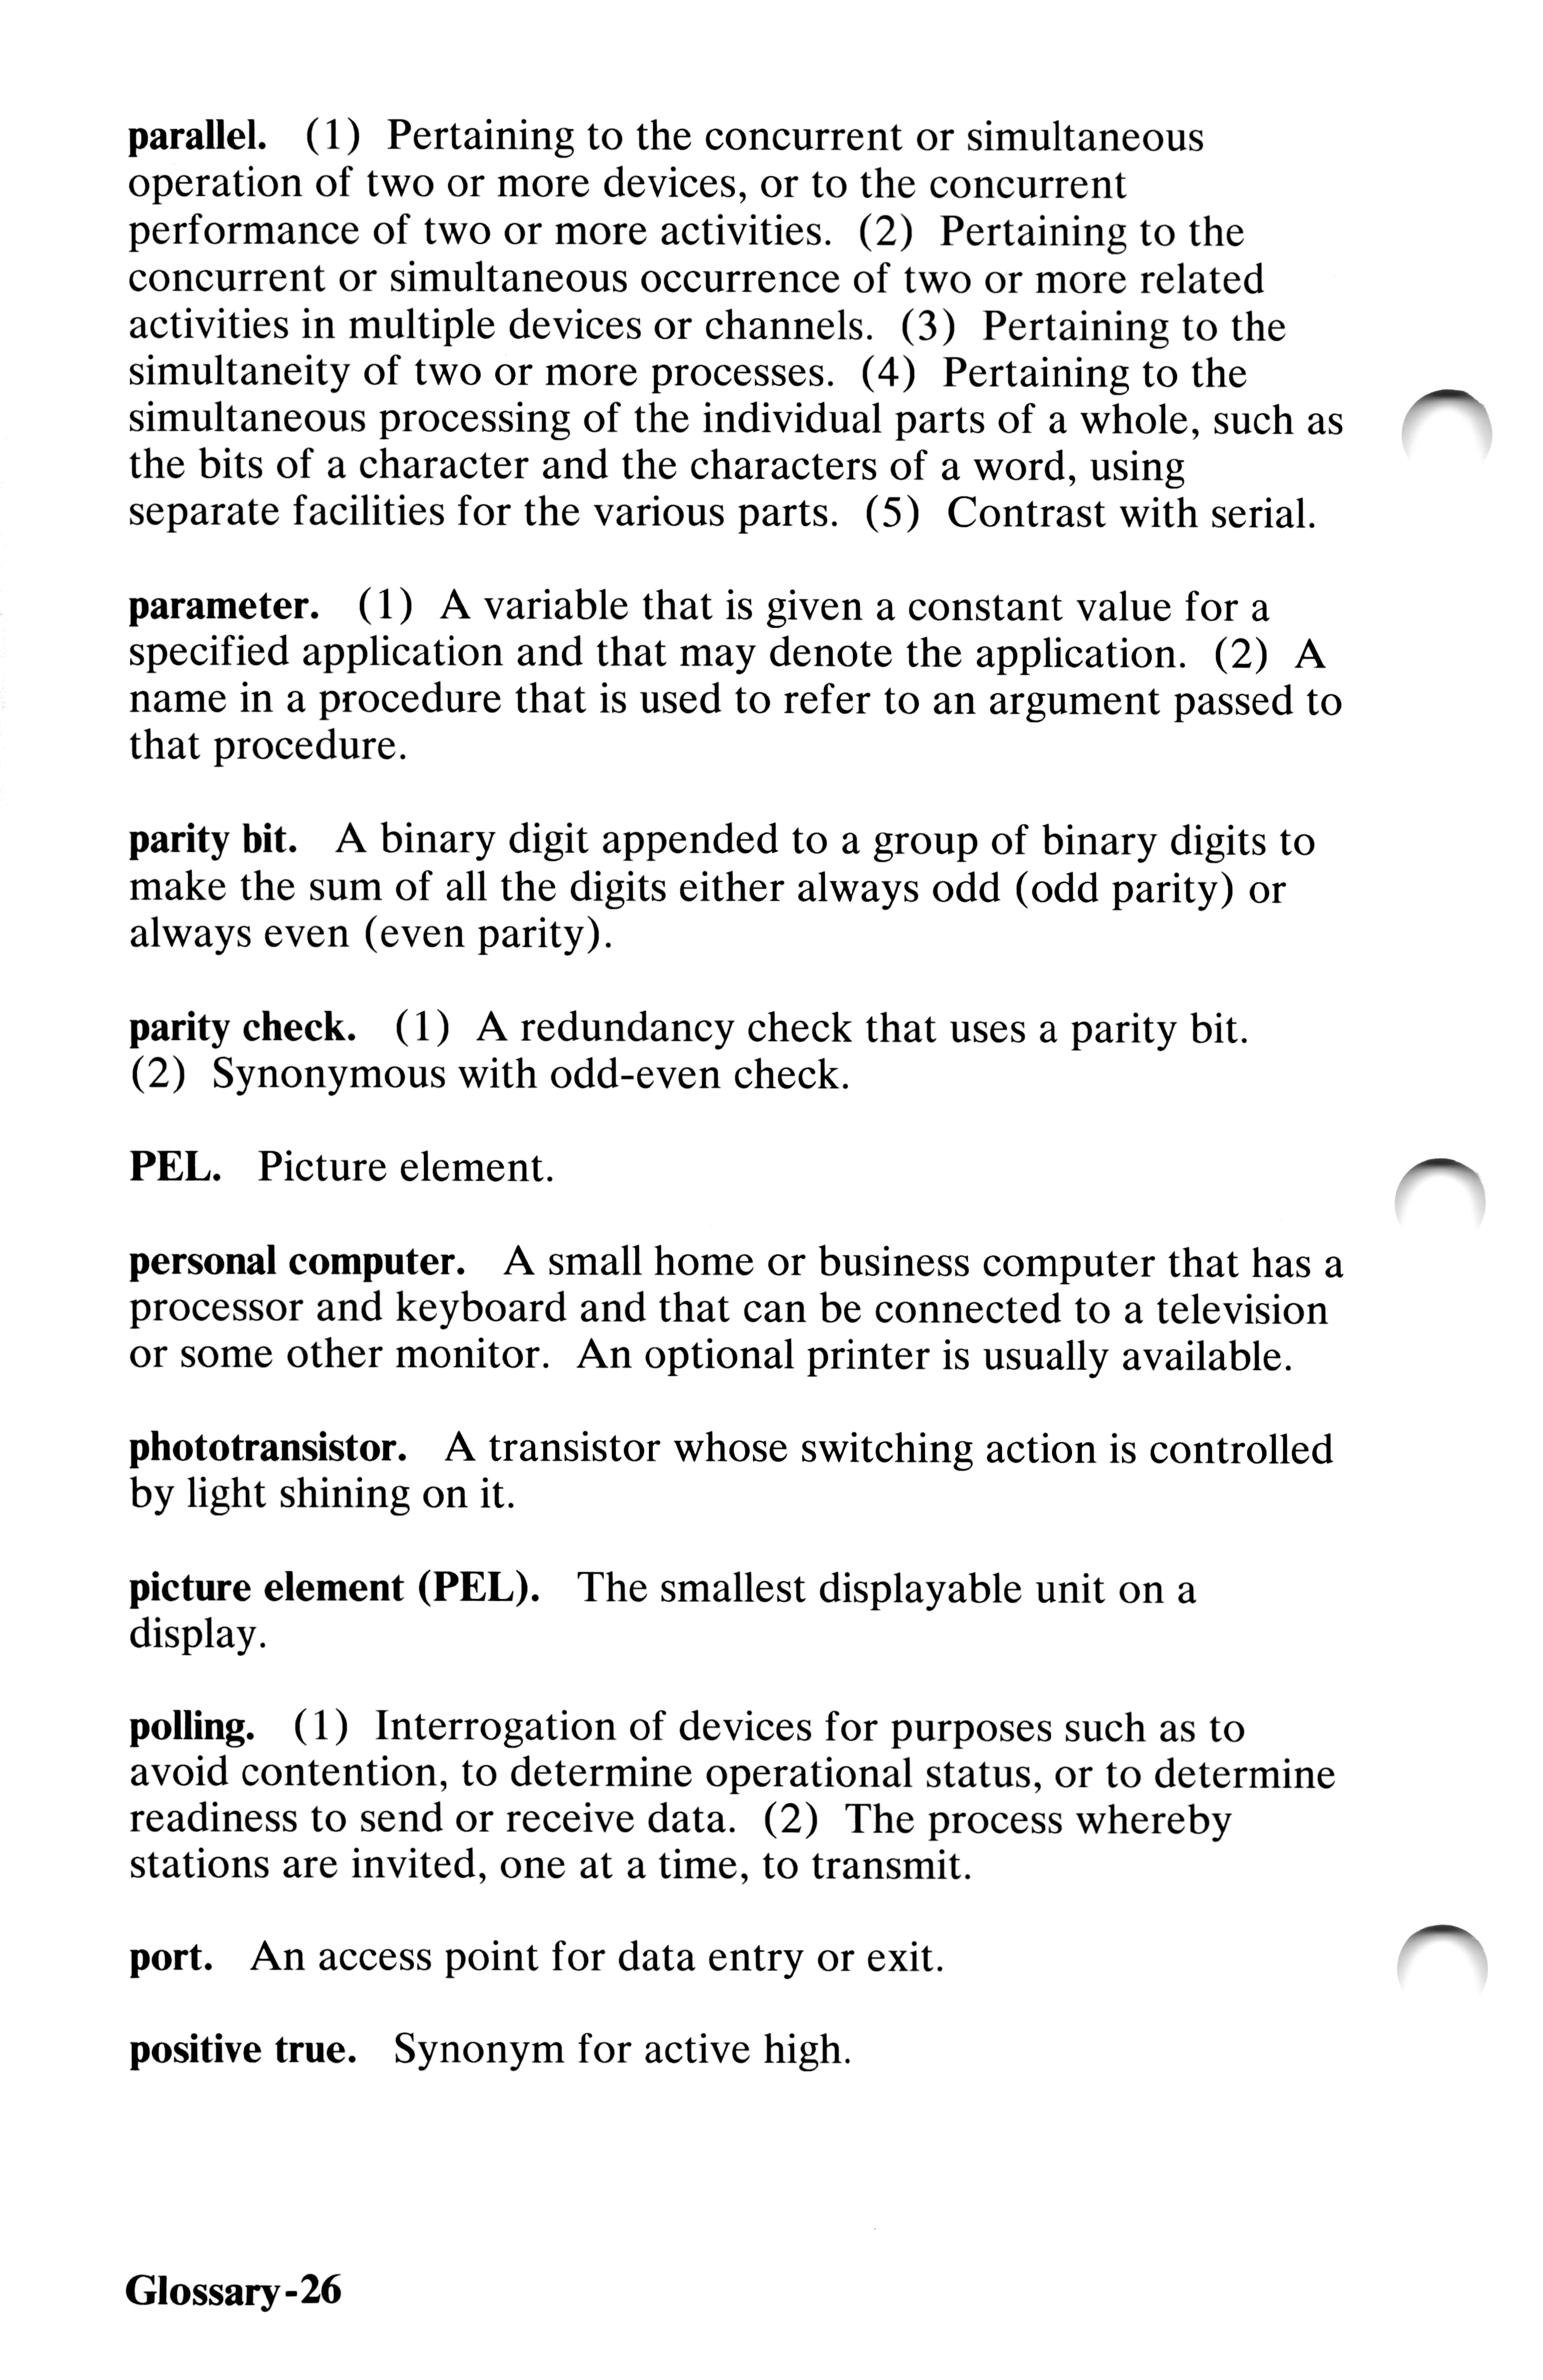 parallel. (1) Pertaining to the concurrent or simultaneous
operation of two or more devices, or to the concurrent
performance of two or more activities. (2) Pertaining to the
concurrent or simultaneous occurrence of two or more related
activities in multiple devices or channels. (3) Pertaining to the
simultaneity of two or more processes. (4) Pertaining to the
simultaneous processing of the individual parts of a whole, such as
the bits of a character and the characters of a word, using
separate facilities for the various parts. (5) Contrast with serial.
parameter. (1) A variable that is given a constant value for a
specified application and that may denote the application. (2) A
name in a procedure that is used to refer to an argument passed to
that procedure.
parity bit. A binary digit appended to a group of binary digits to
make the sum of all the digits either always odd (odd parity) or
always even (even parity).
parity check. (1) A redundancy check that uses a parity bit.
(2) Synonymous with odd-even check.
PEL. Picture element.
personal computer. A small home or business computer that has a
processor and keyboard and that can be connected to a television
or some other monitor. An optional printer is usually available.
phototransistor. A transistor whose switching action is controlled
by light shining on it.
picture element (PEL). The smallest displayable unit on a
display.
polling. (1) Interrogation of devices for purposes such as to
avoid contention, to determine operational status, or to determine
readiness to send or receive data. (2) The process whereby
stations are invited, one at a time, to transmit.
port. An access point for data entry or exit.
positive true. Synonym for active high.
Glossary-26